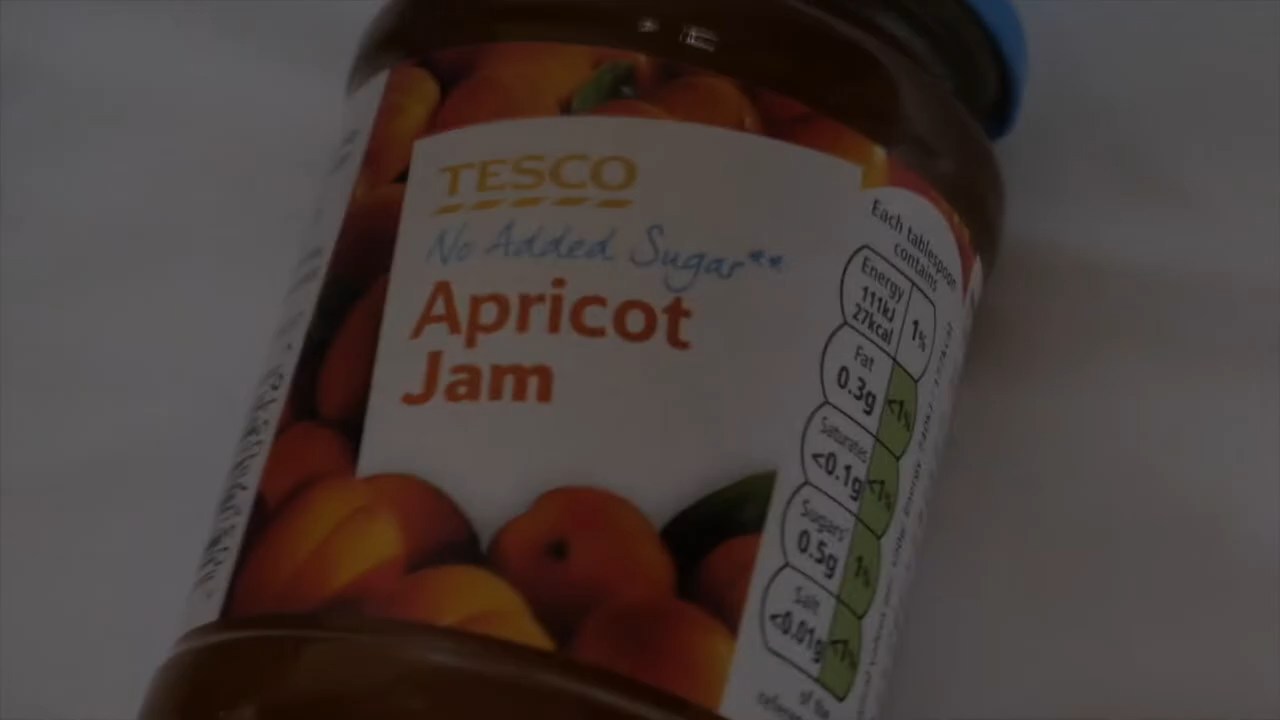 TESCO
No Added Sugar**
Apricot
Jam
Each tablespoon
contains
Energy
111kJ
27kcal
1%
Fat
0.3g
<1%
Saturates
<0.1g
<1%
Sugars
0.5g
1%
Salt
<0.01g
<1%
of the